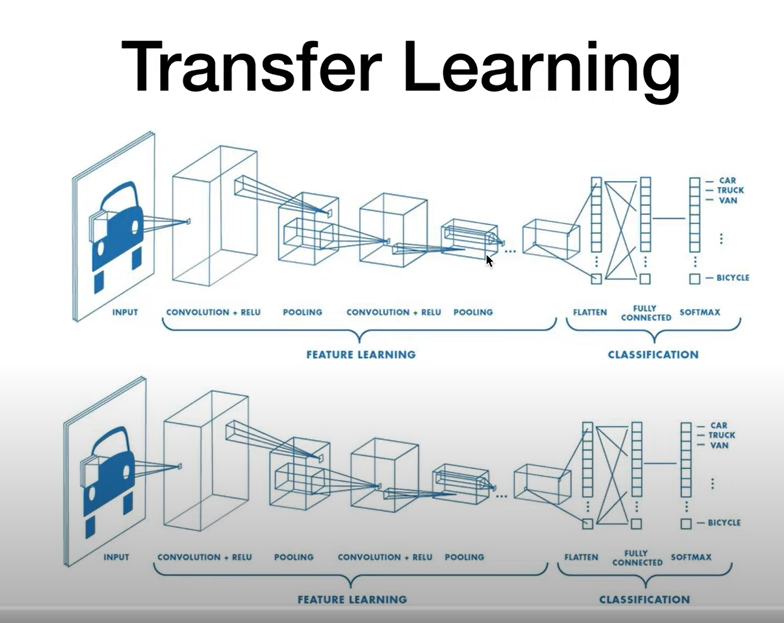 Transfer Learning
CAR
TRUCK
VAN
BICYCLE
INPUT CONVOLUTION + RELU POOLING CONVOLUTION + RELU POOLING FLATTEN FULLY CONNECTED SOFTMAX
FEATURE LEARNING CLASSIFICATION
CAR
TRUCK
VAN
BICYCLE
INPUT CONVOLUTION + RELU POOLING CONVOLUTION + RELU POOLING FLATTEN FULLY CONNECTED SOFTMAX
FEATURE LEARNING CLASSIFICATION